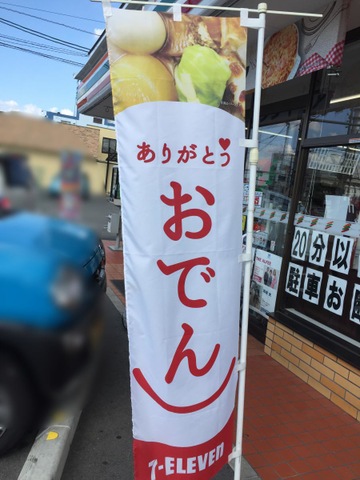 ありがとう
おでん
7-ELEVEn
20分以
駐車お